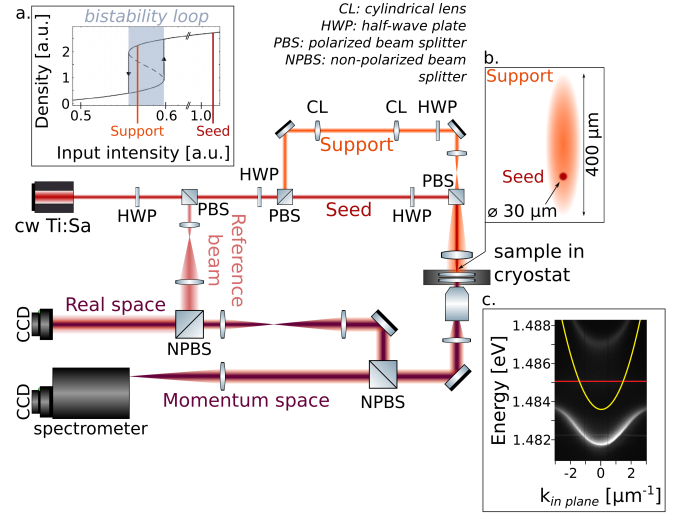 a.
bistability loop
Density [a.u.]
2
1
0
0.5
0.6
1.0
Support
Seed
Input intensity [a.u.]
CL: cylindrical lens
HWP: half-wave plate
PBS: polarized beam splitter
NPBS: non-polarized beam
splitter
b.
Support
400 µm
Seed
⌀ 30 µm
CL
CL
HWP
Support
HWP
PBS
cw Ti:Sa
HWP
PBS
PBS
Seed
HWP
Reference
beam
sample in
cryostat
CCD
Real space
NPBS
CCD
spectrometer
Momentum space
NPBS
c.
Energy [eV]
1.488
1.486
1.484
1.482
-2
0
2
k in plane [µm⁻¹]